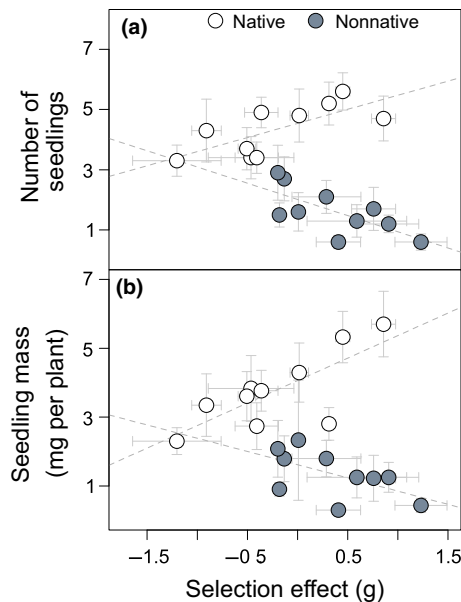 (a)
Native
Nonnative
7
5
3
1
Number of
seedlings
(b)
7
5
3
1
Seedling mass
(mg per plant)
−1.5
−0 5
0.5
1.5
Selection effect (g)